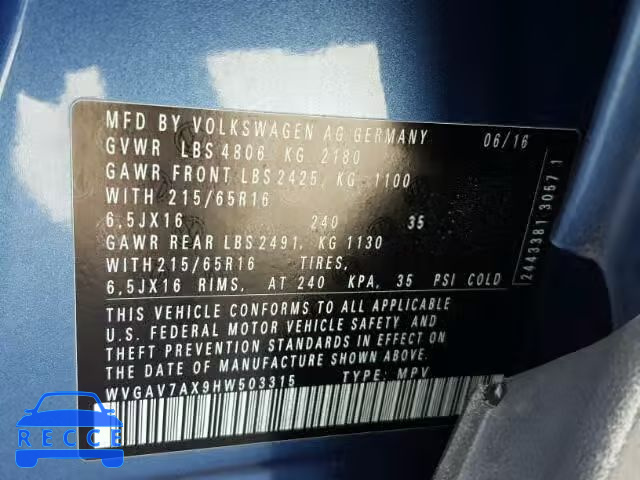 MFD BY VOLKSWAGEN AG GERMANY 06/16
GVWR LBS 4806 KG 2180
GAWR FRONT LBS 2425, KG 1100
WITH 215/65R16
6,5JX16 240 35
GAWR REAR LBS 2491, KG 1130
WITH 215/65R16 TIRES,
6,5JX16 RIMS, AT 240 KPA, 35 PSI COLD
THIS VEHICLE CONFORMS TO ALL APPLICABLE
U.S. FEDERAL MOTOR VEHICLE SAFETY AND
THEFT PREVENTION STANDARDS IN EFFECT ON
THE DATE OF MANUFACTURE SHOWN ABOVE
WVGAV7AX9HW503315 TYPE: MPV
2443381 3057 1
RECCAR